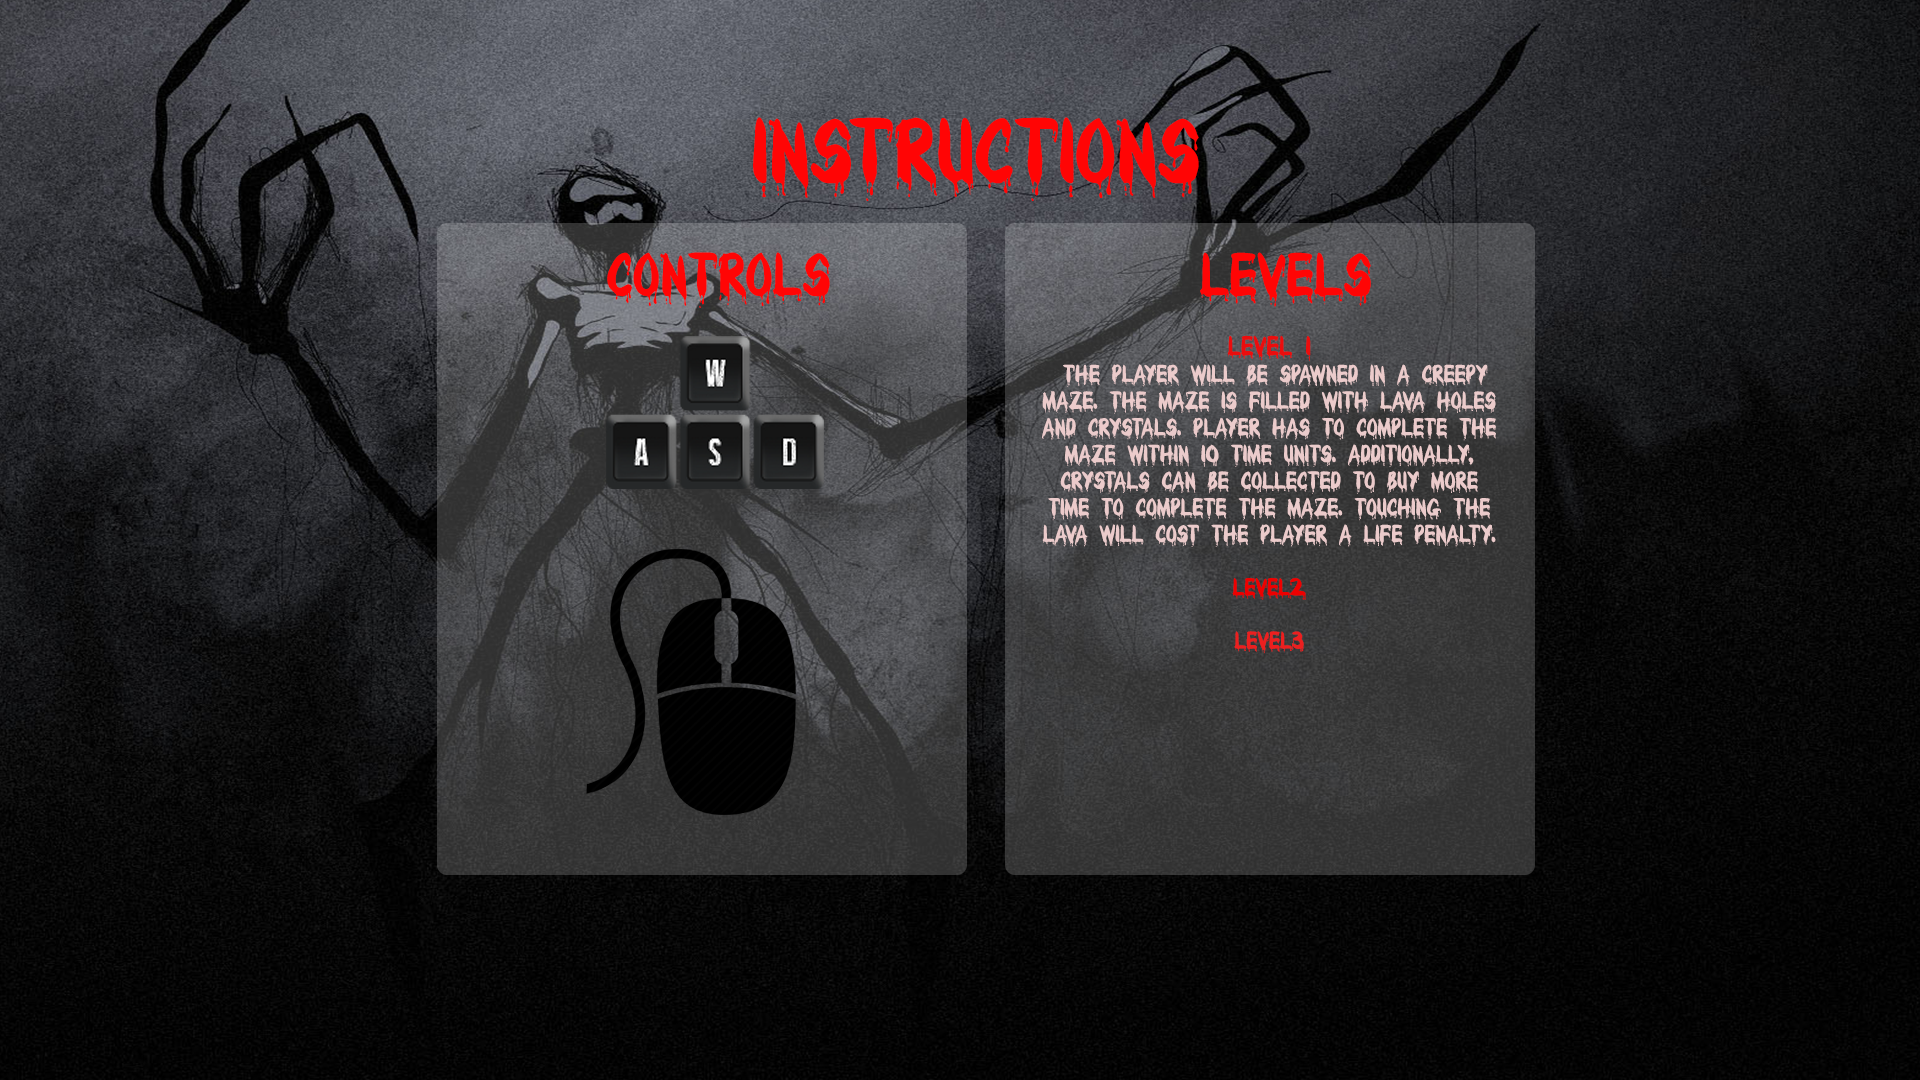 INSTRUCTIONS
CONTROLS
W
A S D
LEVELS
LEVEL 1
THE PLAYER WILL BE SPAWNED IN A CREEPY
MAZE. THE MAZE IS FILLED WITH LAVA HOLES
AND CRYSTALS. PLAYER HAS TO COMPLETE THE
MAZE WITHIN 10 TIME UNITS. ADDITIONALLY,
CRYSTALS CAN BE COLLECTED TO BUY MORE
TIME TO COMPLETE THE MAZE. TOUCHING THE
LAVA WILL COST THE PLAYER A LIFE PENALTY.
LEVEL2
LEVEL3